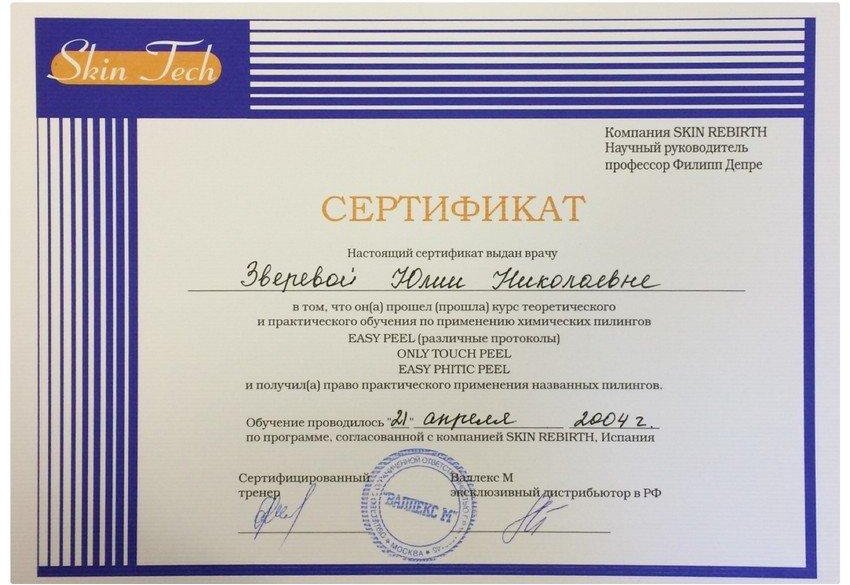 Skin Tech
Компания SKIN REBIRTH
Научный руководитель
профессор Филипп Депре
СЕРТИФИКАТ
Настоящий сертификат выдан врачу
Зверевой Юлии Николаевне
в том, что он(а) прошел (прошла) курс теоретического
и практического обучения по применению химических пилингов
EASY PEEL (различные протоколы)
ONLY TOUCH PEEL
EASY PHITIC PEEL
и получил(а) право практического применения названных пилингов.
Обучение проводилось "21" апреля 2004 г.
по программе, согласованной с компанией SKIN REBIRTH, Испания
Сертифицированный
тренер
Валлекс М
эксклюзивный дистрибьютор в РФ
"ВАЛЛЕКС М"
МОСКВА